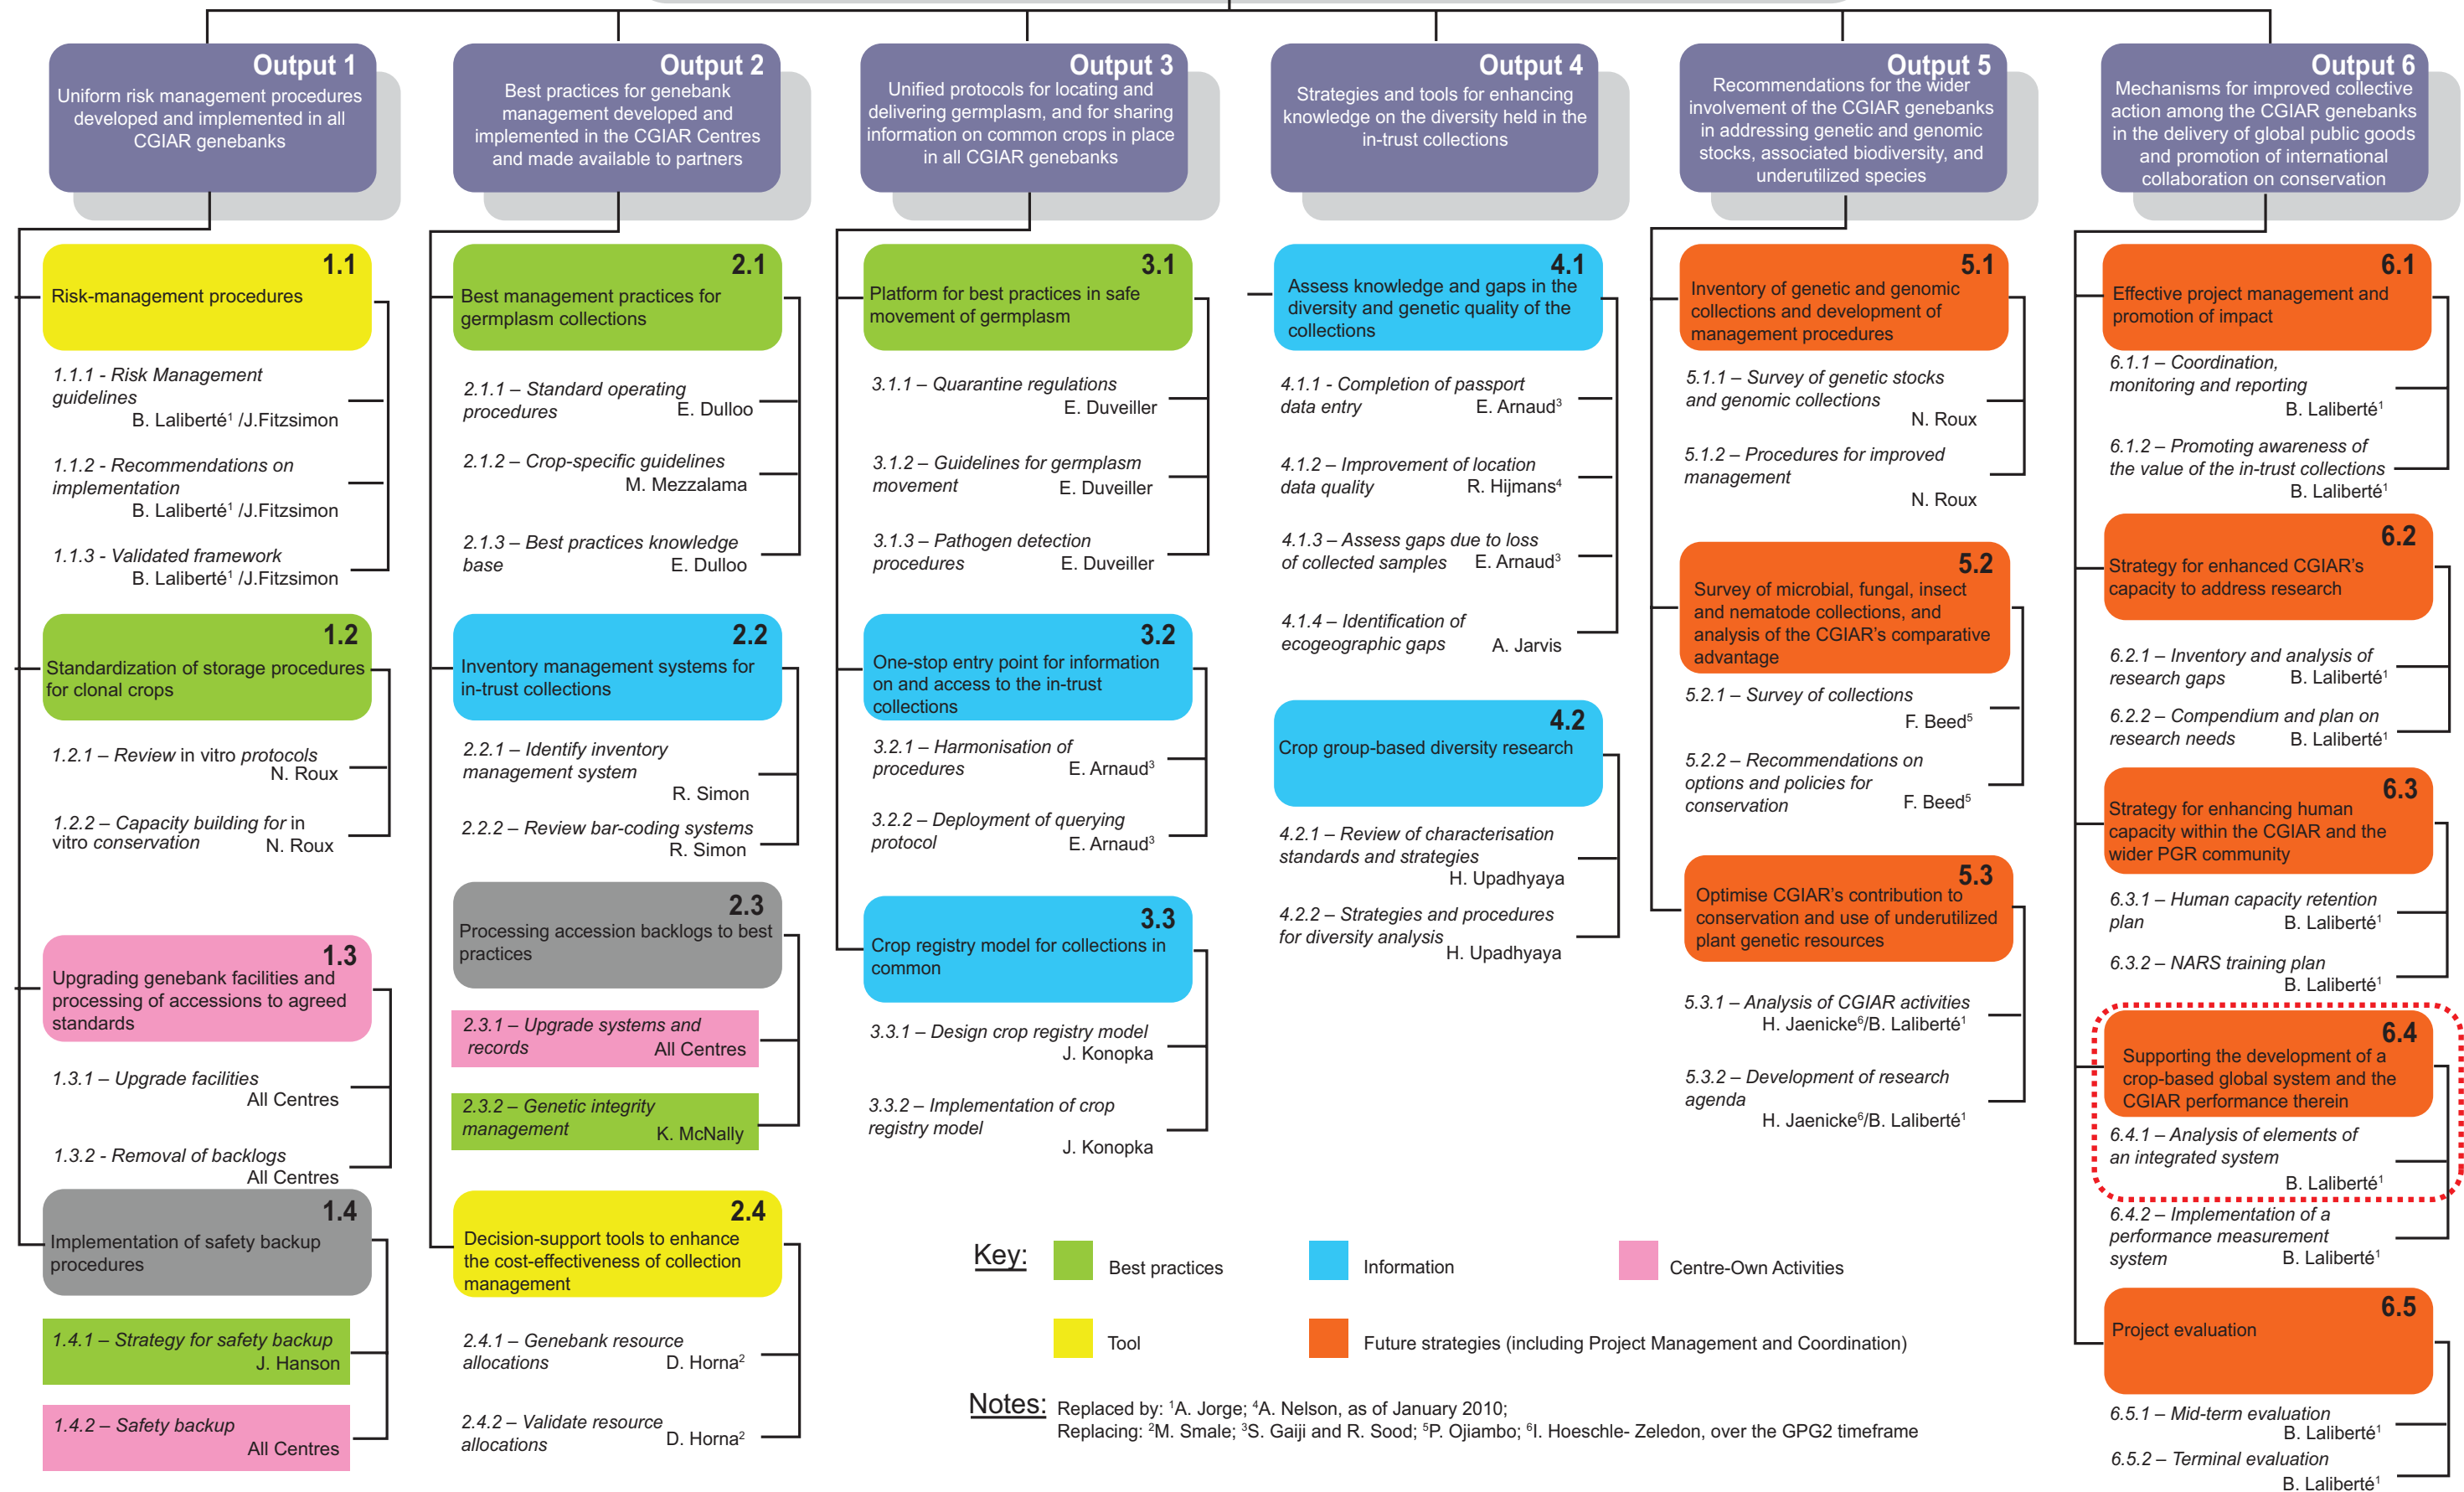 Output 1
Uniform risk management procedures
developed and implemented in all
CGIAR genebanks
1.1
Risk-management procedures
1.1.1 - Risk Management
guidelines
B. Laliberté¹ /J.Fitzsimon
1.1.2 - Recommendations on
implementation
B. Laliberté¹ /J.Fitzsimon
1.1.3 - Validated framework
B. Laliberté¹ /J.Fitzsimon
1.2
Standardization of storage procedures
for clonal crops
1.2.1 – Review in vitro protocols
N. Roux
1.2.2 – Capacity building for in
vitro conservation N. Roux
1.3
Upgrading genebank facilities and
processing of accessions to agreed
standards
1.3.1 – Upgrade facilities
All Centres
1.3.2 - Removal of backlogs
All Centres
1.4
Implementation of safety backup
procedures
1.4.1 – Strategy for safety backup
J. Hanson
1.4.2 – Safety backup
All Centres
Output 2
Best practices for genebank
management developed and
implemented in the CGIAR Centres
and made available to partners
2.1
Best management practices for
germplasm collections
2.1.1 – Standard operating
procedures E. Dulloo
2.1.2 – Crop-specific guidelines
M. Mezzalama
2.1.3 – Best practices knowledge
base E. Dulloo
2.2
Inventory management systems for
in-trust collections
2.2.1 – Identify inventory
management system
R. Simon
2.2.2 – Review bar-coding systems
R. Simon
2.3
Processing accession backlogs to best
practices
2.3.1 – Upgrade systems and
records All Centres
2.3.2 – Genetic integrity
management K. McNally
2.4
Decision-support tools to enhance
the cost-effectiveness of collection
management
2.4.1 – Genebank resource
allocations D. Horna²
2.4.2 – Validate resource
allocations D. Horna²
Output 3
Unified protocols for locating and
delivering germplasm, and for sharing
information on common crops in place
in all CGIAR genebanks
3.1
Platform for best practices in safe
movement of germplasm
3.1.1 – Quarantine regulations
E. Duveiller
3.1.2 – Guidelines for germplasm
movement E. Duveiller
3.1.3 – Pathogen detection
procedures E. Duveiller
3.2
One-stop entry point for information
on and access to the in-trust
collections
3.2.1 – Harmonisation of
procedures E. Arnaud³
3.2.2 – Deployment of querying
protocol E. Arnaud³
3.3
Crop registry model for collections in
common
3.3.1 – Design crop registry model
J. Konopka
3.3.2 – Implementation of crop
registry model
J. Konopka
Output 4
Strategies and tools for enhancing
knowledge on the diversity held in the
in-trust collections
4.1
Assess knowledge and gaps in the
diversity and genetic quality of the
collections
4.1.1 - Completion of passport
data entry E. Arnaud³
4.1.2 – Improvement of location
data quality R. Hijmans⁴
4.1.3 – Assess gaps due to loss
of collected samples E. Arnaud³
4.1.4 – Identification of
ecogeographic gaps A. Jarvis
4.2
Crop group-based diversity research
4.2.1 – Review of characterisation
standards and strategies
H. Upadhyaya
4.2.2 – Strategies and procedures
for diversity analysis
H. Upadhyaya
Output 5
Recommendations for the wider
involvement of the CGIAR genebanks
in addressing genetic and genomic
stocks, associated biodiversity, and
underutilized species
5.1
Inventory of genetic and genomic
collections and development of
management procedures
5.1.1 – Survey of genetic stocks
and genomic collections
N. Roux
5.1.2 – Procedures for improved
management
N. Roux
5.2
Survey of microbial, fungal, insect
and nematode collections, and
analysis of the CGIAR's comparative
advantage
5.2.1 – Survey of collections
F. Beed⁵
5.2.2 – Recommendations on
options and policies for
conservation F. Beed⁵
5.3
Optimise CGIAR's contribution to
conservation and use of underutilized
plant genetic resources
5.3.1 – Analysis of CGIAR activities
H. Jaenicke⁶/B. Laliberté¹
5.3.2 – Development of research
agenda
H. Jaenicke⁶/B. Laliberté¹
Output 6
Mechanisms for improved collective
action among the CGIAR genebanks
in the delivery of global public goods
and promotion of international
collaboration on conservation
6.1
Effective project management and
promotion of impact
6.1.1 – Coordination,
monitoring and reporting
B. Laliberté¹
6.1.2 – Promoting awareness of
the value of the in-trust collections
B. Laliberté¹
6.2
Strategy for enhanced CGIAR's
capacity to address research
6.2.1 – Inventory and analysis of
research gaps B. Laliberté¹
6.2.2 – Compendium and plan on
research needs B. Laliberté¹
6.3
Strategy for enhancing human
capacity within the CGIAR and the
wider PGR community
6.3.1 – Human capacity retention
plan B. Laliberté¹
6.3.2 – NARS training plan
B. Laliberté¹
6.4
Supporting the development of a
crop-based global system and the
CGIAR performance therein
6.4.1 – Analysis of elements of
an integrated system
B. Laliberté¹
6.4.2 – Implementation of a
performance measurement
system B. Laliberté¹
6.5
Project evaluation
6.5.1 – Mid-term evaluation
B. Laliberté¹
6.5.2 – Terminal evaluation
B. Laliberté¹
Key:
Best practices
Information
Centre-Own Activities
Tool
Future strategies (including Project Management and Coordination)
Notes: Replaced by: ¹A. Jorge; ⁴A. Nelson, as of January 2010;
Replacing: ²M. Smale; ³S. Gaiji and R. Sood; ⁵P. Ojiambo; ⁶I. Hoeschle- Zeledon, over the GPG2 timeframe